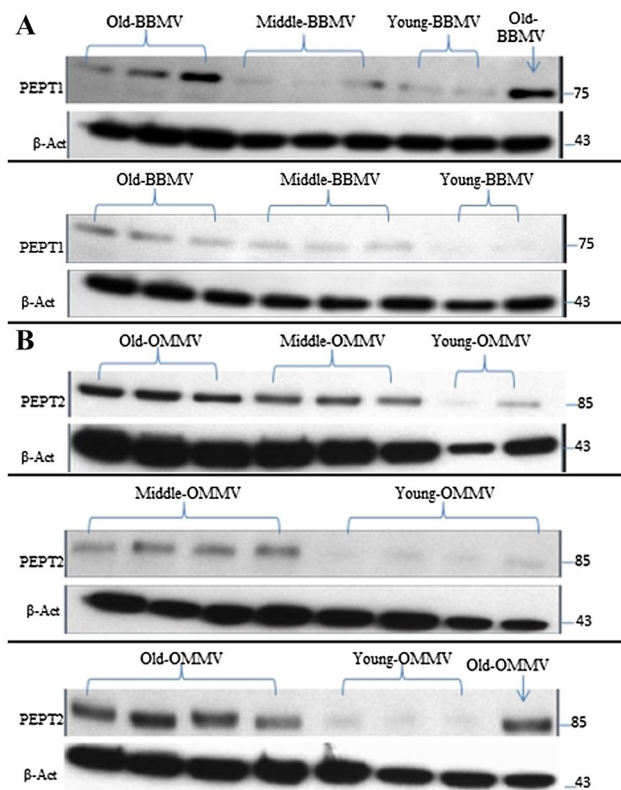 A
Old-BBMV Middle-BBMV Young-BBMV Old-BBMV
PEPT1 75
β-Act 43
Old-BBMV Middle-BBMV Young-BBMV
PEPT1 75
β-Act 43
B
Old-OMMV Middle-OMMV Young-OMMV
PEPT2 85
β-Act 43
Middle-OMMV Young-OMMV
PEPT2 85
β-Act 43
Old-OMMV Young-OMMV Old-OMMV
PEPT2 85
β-Act 43